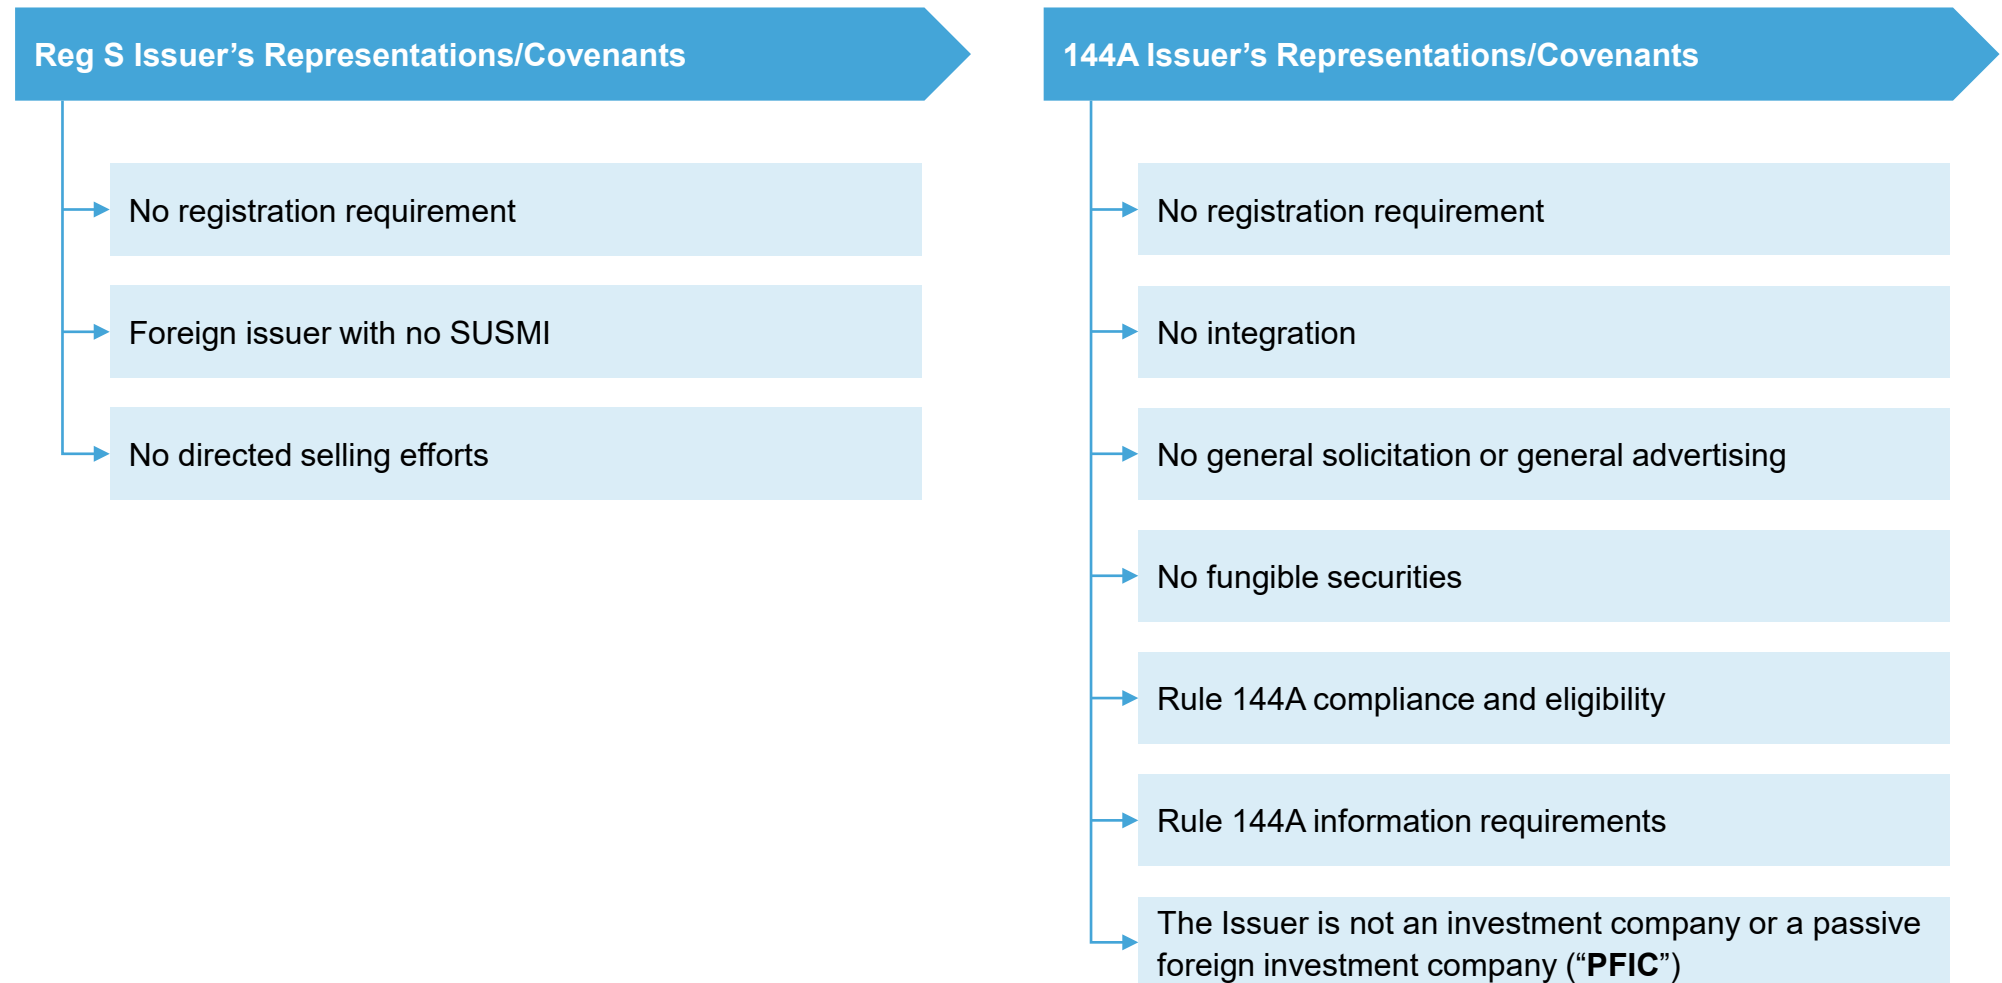 Reg S Issuer’s Representations/Covenants
No registration requirement
Foreign issuer with no SUSMI
No directed selling efforts
144A Issuer’s Representations/Covenants
No registration requirement
No integration
No general solicitation or general advertising
No fungible securities
Rule 144A compliance and eligibility
Rule 144A information requirements
The Issuer is not an investment company or a passive
foreign investment company (“PFIC”)